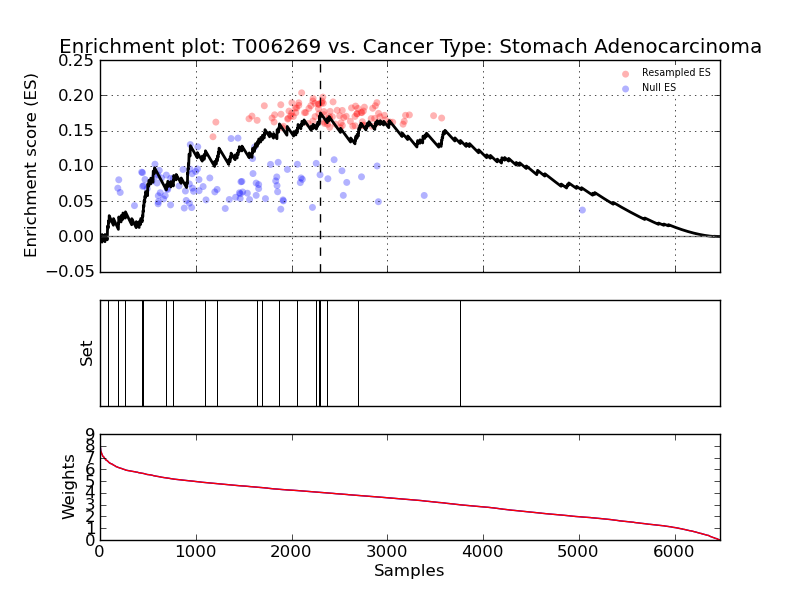 Enrichment plot: T006269 vs. Cancer Type: Stomach Adenocarcinoma
Enrichment score (ES)
0.25
0.20
0.15
0.10
0.05
0.00
−0.05
Resampled ES
Null ES
Set
Weights
9
8
7
6
5
4
3
2
1
0
0 1000 2000 3000 4000 5000 6000
Samples